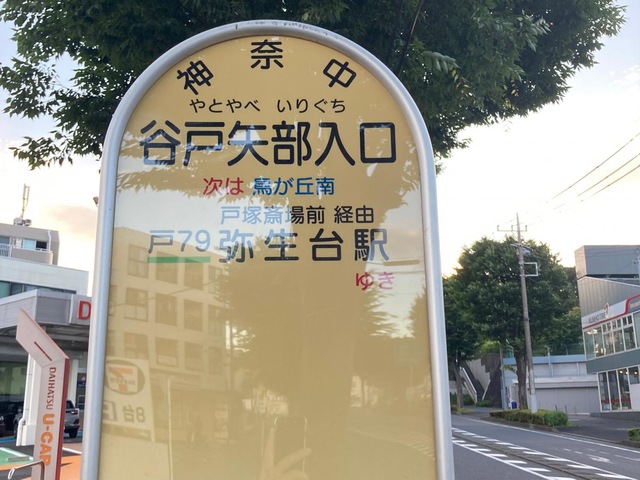 神奈中
やとやべ いりぐち
谷戸矢部入口
次は 鳥が丘南
戸塚斎場前 経由
戸79 弥生台駅
ゆき
DAIHATSU
U-CAR
D